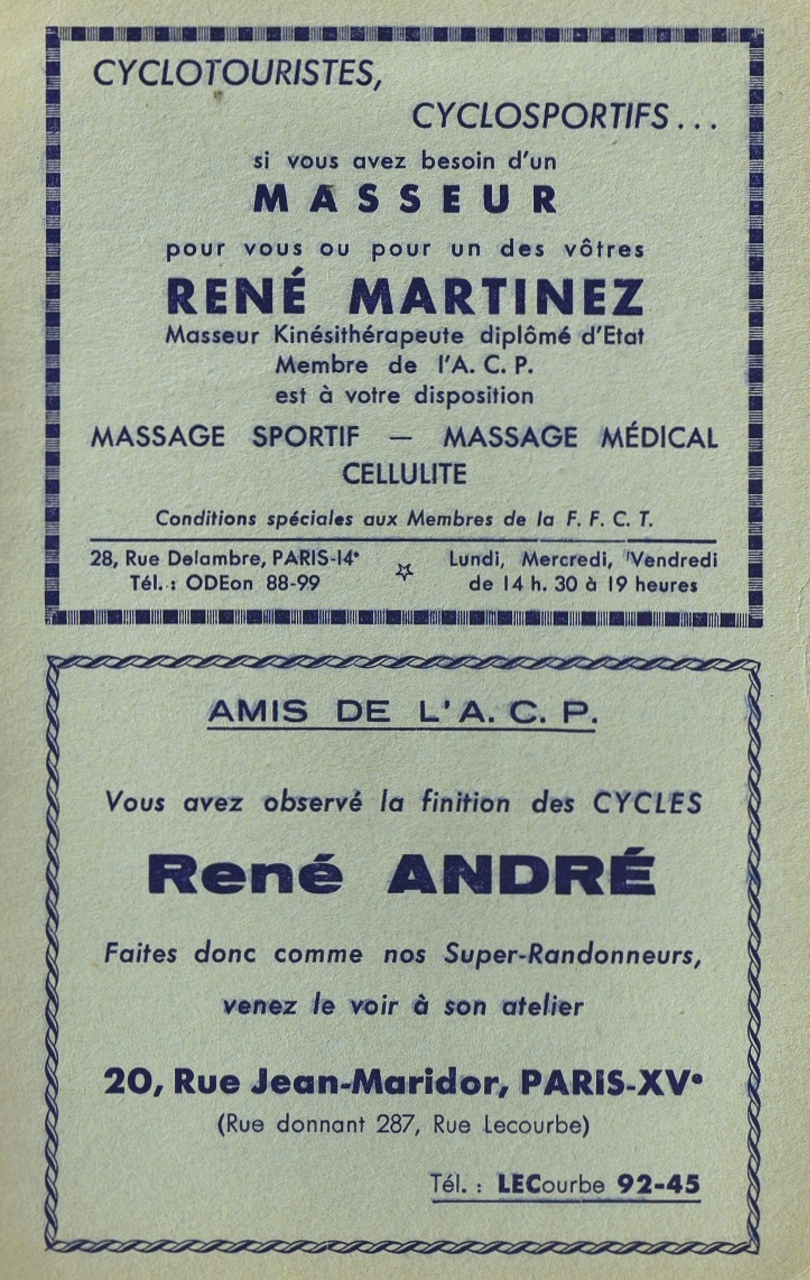 CYCLOTOURISTES,
CYCLOSPORTIFS...
si vous avez besoin d'un
MASSEUR
pour vous ou pour un des vôtres
RENÉ MARTINEZ
Masseur Kinésithérapeute diplômé d'Etat
Membre de l'A. C. P.
est à votre disposition
MASSAGE SPORTIF — MASSAGE MÉDICAL
CELLULITE
Conditions spéciales aux Membres de la F. F. C. T.
28, Rue Delambre, PARIS-14e
Tél. : ODEon 88-99
Lundi, Mercredi, Vendredi
de 14 h. 30 à 19 heures
AMIS DE L'A. C. P.
Vous avez observé la finition des CYCLES
René ANDRÉ
Faites donc comme nos Super-Randonneurs,
venez le voir à son atelier
20, Rue Jean-Maridor, PARIS-XVe
(Rue donnant 287, Rue Lecourbe)
Tél. : LECourbe 92-45